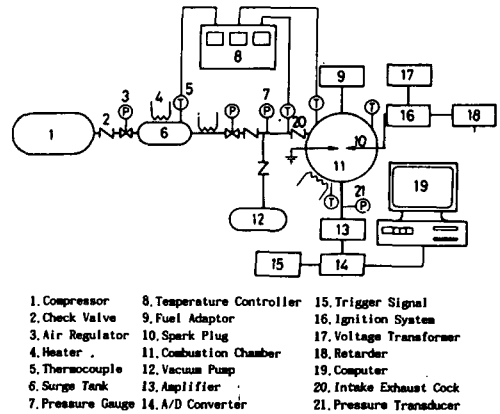 5
T
8
T
T
9
T
17
4
3
P
2
P
7
P
20
10
16
18
1
6
11
19
12
T
21
P
13
15
14
1. Compressor
2. Check Valve
3. Air Regulator
4. Heater .
5. Thermocouple
6. Surge Tank
7. Pressure Gauge
8. Temperature Controller
9. Fuel Adaptor
10. Spark Plug
11. Combustion Chamber
12. Vacuum Pump
13. Amplifier
14. A/D Converter
15. Trigger Signal
16. Ignition System
17. Voltage Transformer
18. Retarder
19. Computer
20. Intake Exhaust Cock
21. Pressure Transducer